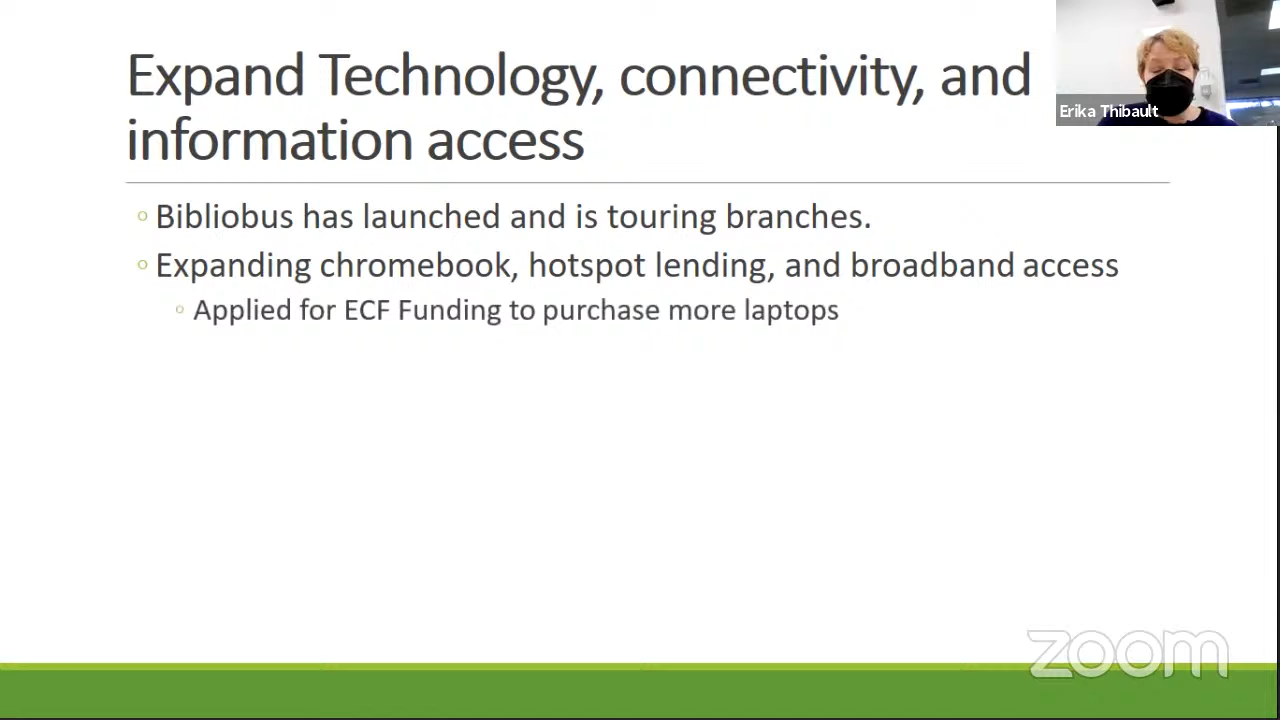 Expand Technology, connectivity, and
information access
Erika Thibault
Bibliobus has launched and is touring branches.
Expanding chromebook, hotspot lending, and broadband access
Applied for ECF Funding to purchase more laptops
zoom